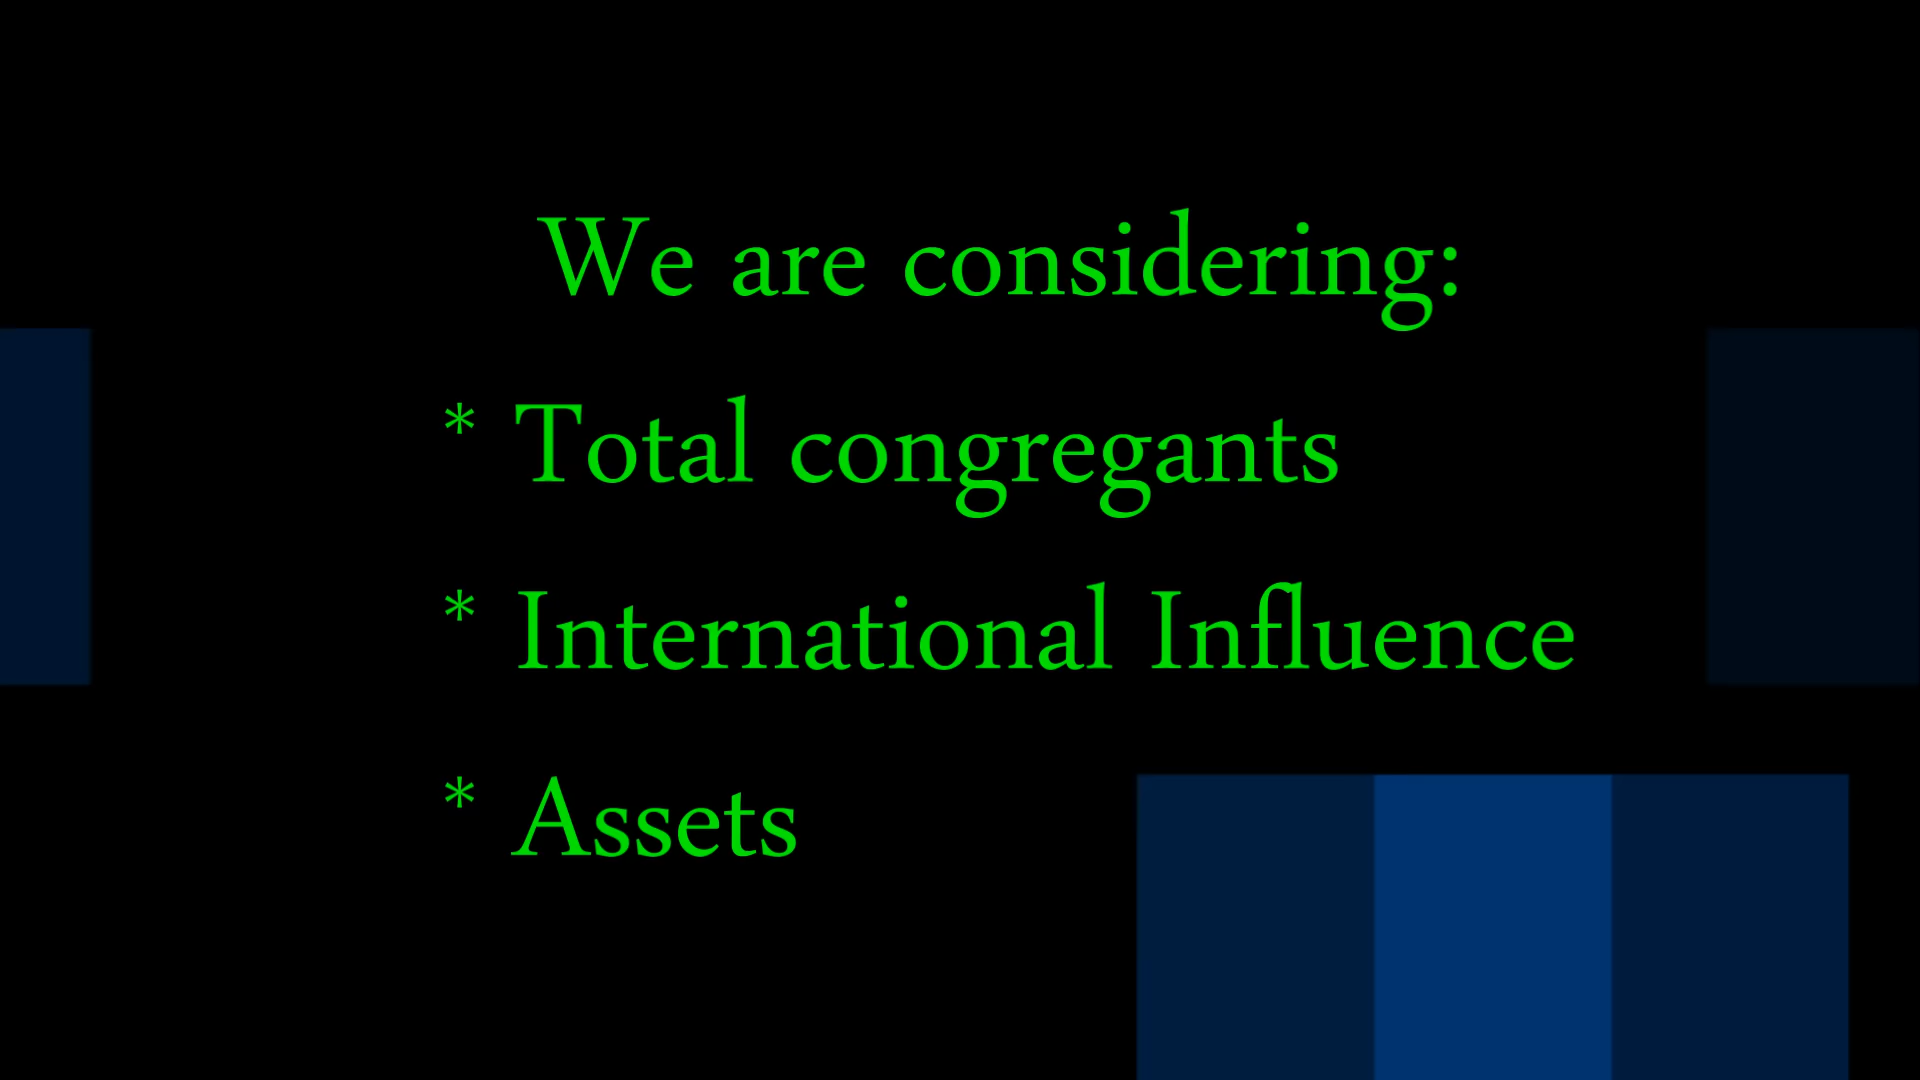 We are considering:
* Total congregants
* International Influence
* Assets